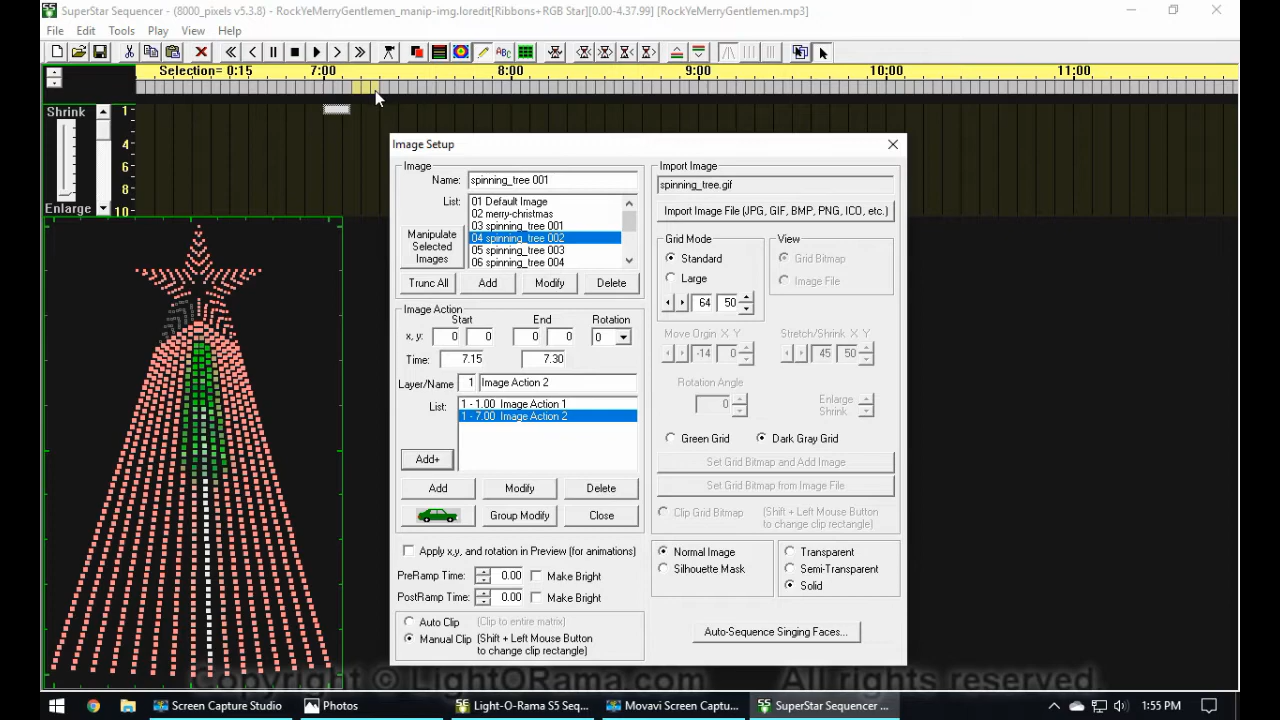 SuperStar Sequencer - (8000_pixels v5.3.8) - RockYeMerryGentlemen_manip-img.loredit[Ribbons+RGB Star][0.00-4.37.99] [RockYeMerryGentlemen.mp3]
File Edit Tools Play View Help
ABc
Selection= 0:15 7:00 8:00 9:00 10:00 11:00
Shrink
Enlarge
1
4
6
8
10
Image Setup
Image
Name: spinning_tree 001
List: 01 Default Image
02 merry-christmas
03 spinning_tree 001
04 spinning_tree 002
05 spinning_tree 003
06 spinning_tree 004
Manipulate
Selected
Images
Trunc All Add Modify Delete
Image Action
Start End Rotation
x, y: 0 0 0 0 0
Time: 7.15 7.30
Layer/Name 1 Image Action 2
List: 1 - 1.00 Image Action 1
1 - 7.00 Image Action 2
Add+
Add Modify Delete
Group Modify Close
Apply x,y, and rotation in Preview (for animations)
PreRamp Time: 0.00 Make Bright
PostRamp Time: 0.00 Make Bright
Auto Clip (Clip to entire matrix)
Manual Clip (Shift + Left Mouse Button
to change clip rectangle)
Import Image
spinning_tree.gif
Import Image File (JPG, GIF, BMP, PNG, ICO, etc.)
Grid Mode
Standard
Large
64 50
View
Grid Bitmap
Image File
Move Orgin X Y Stretch/Shrink X Y
-14 0 45 50
Rotation Angle
0
Enlarge
Shrink
Green Grid Dark Gray Grid
Set Grid Bitmap and Add Image
Set Grid Bitmap from Image File
Clip Grid Bitmap (Shift + Left Mouse Button
to change clip rectangle)
Normal Image
Silhouette Mask
Transparent
Semi-Transparent
Solid
Auto-Sequence Singing Faces...
Copyright © LightORama.com All rights reserved
Screen Capture Studio Photos Light-O-Rama S5 Seq... Movavi Screen Captu... SuperStar Sequencer ... 1:55 PM